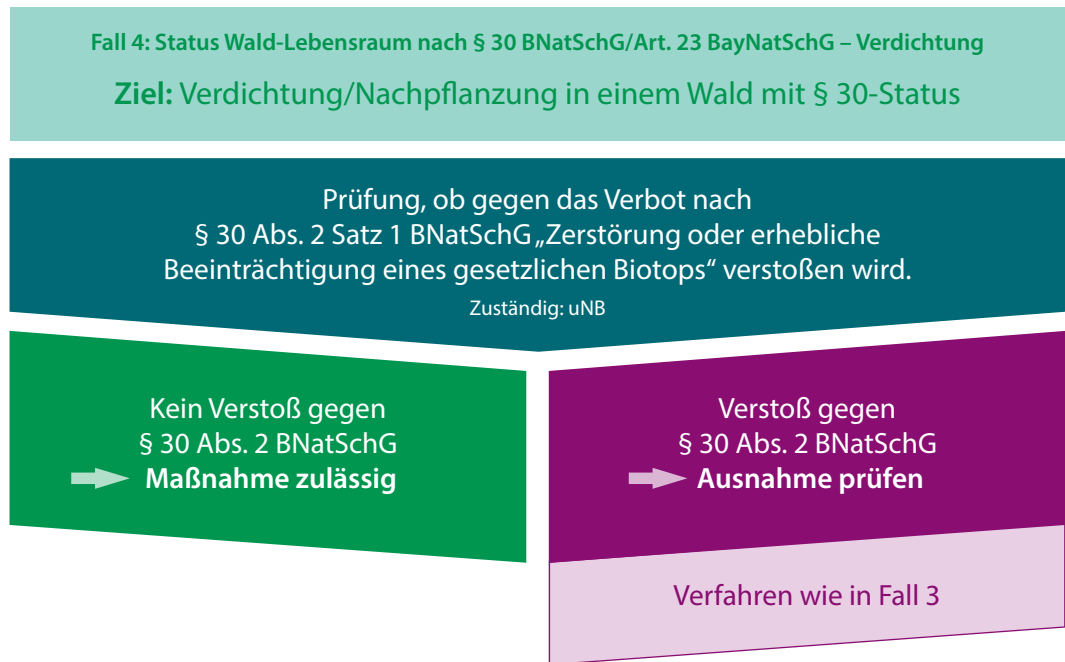 Fall 4: Status Wald-Lebensraum nach § 30 BNatSchG/Art. 23 BayNatSchG – Verdichtung
Ziel: Verdichtung/Nachpflanzung in einem Wald mit § 30-Status
Prüfung, ob gegen das Verbot nach
§ 30 Abs. 2 Satz 1 BNatSchG „Zerstörung oder erhebliche
Beeinträchtigung eines gesetzlichen Biotops“ verstoßen wird.
Zuständig: uNB
Kein Verstoß gegen
§ 30 Abs. 2 BNatSchG
Maßnahme zulässig
Verstoß gegen
§ 30 Abs. 2 BNatSchG
Ausnahme prüfen
Verfahren wie in Fall 3